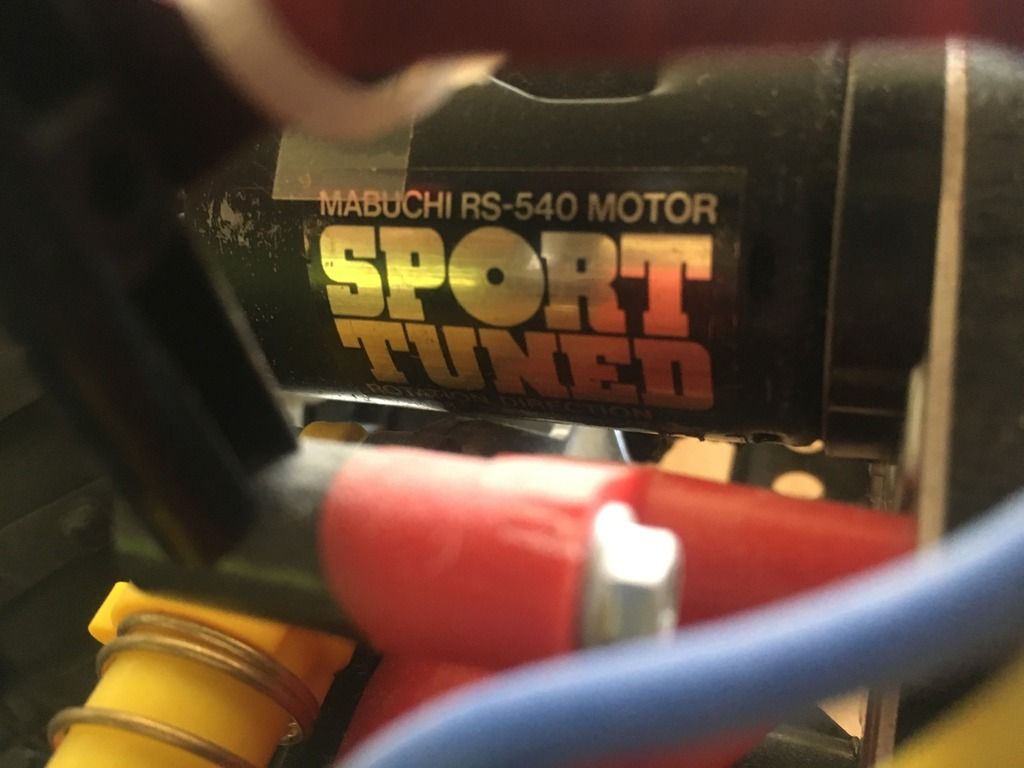 MABUCHI RS-540 MOTOR
SPORT
TUNED
ROTATION DIRECTION